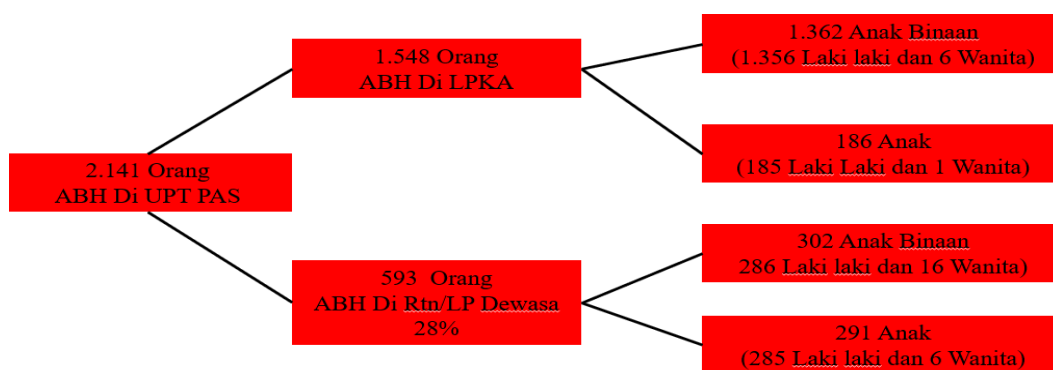 2.141 Orang
ABH Di UPT PAS
1.548 Orang
ABH Di LPKA
593 Orang
ABH Di Rtn/LP Dewasa
28%
1.362 Anak Binaan
(1.356 Laki laki dan 6 Wanita)
186 Anak
(185 Laki Laki dan 1 Wanita)
302 Anak Binaan
286 Laki laki dan 16 Wanita)
291 Anak
(285 Laki laki dan 6 Wanita)